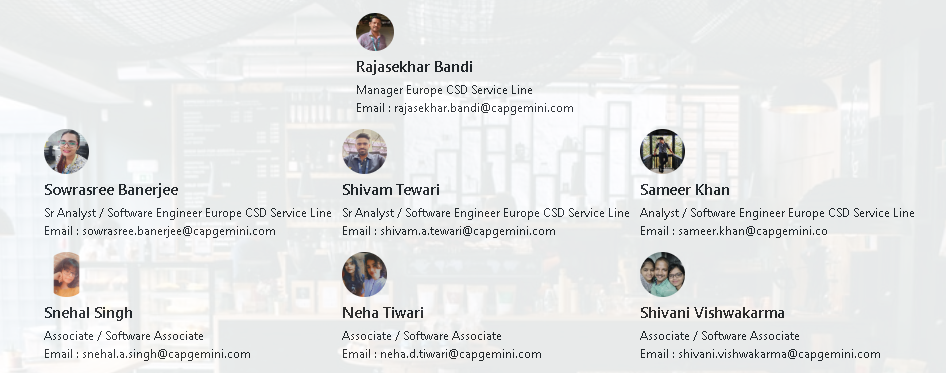 Rajasekhar Bandi
Manager Europe CSD Service Line
Email : rajasekhar.bandi@capgemini.com
Sowrasree Banerjee
Sr Analyst / Software Engineer Europe CSD Service Line
Email : sowrasree.banerjee@capgemini.com
Shivam Tewari
Sr Analyst / Software Engineer Europe CSD Service Line
Email : shivam.a.tewari@capgemini.com
Sameer Khan
Analyst / Software Engineer Europe CSD Service Line
Email : sameer.khan@capgemini.co
Snehal Singh
Associate / Software Associate
Email : snehal.a.singh@capgemini.com
Neha Tiwari
Associate / Software Associate
Email : neha.d.tiwari@capgemini.com
Shivani Vishwakarma
Associate / Software Associate
Email : shivani.vishwakarma@capgemini.com